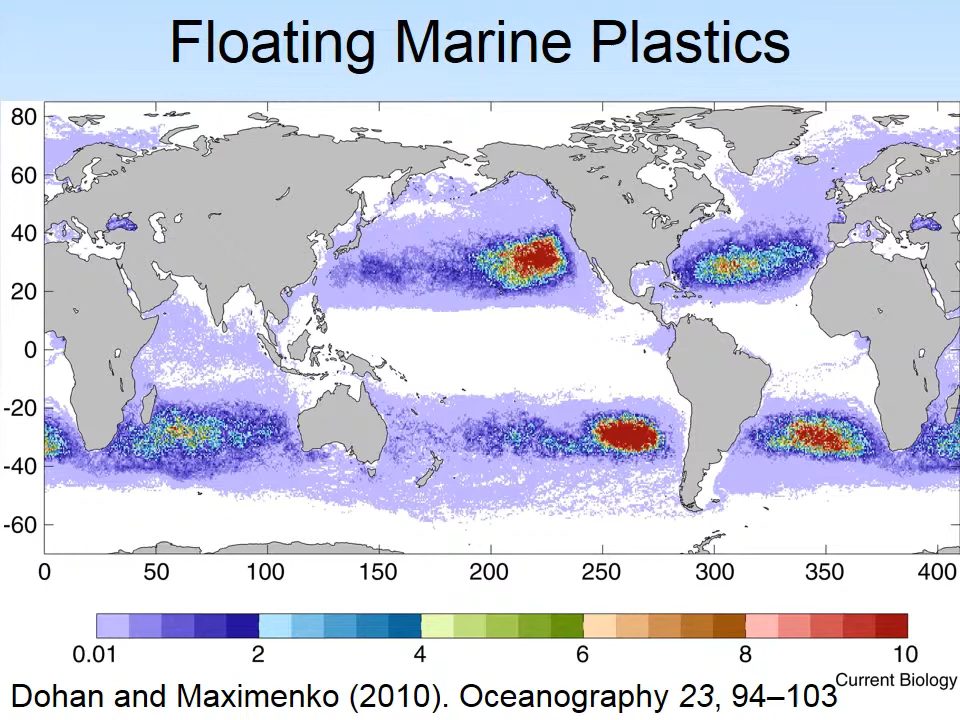 Floating Marine Plastics
80
60
40
20
0
-20
-40
-60
0 50 100 150 200 250 300 350 400
0.01 2 4 6 8 10
Current Biology
Dohan and Maximenko (2010). Oceanography 23, 94–103